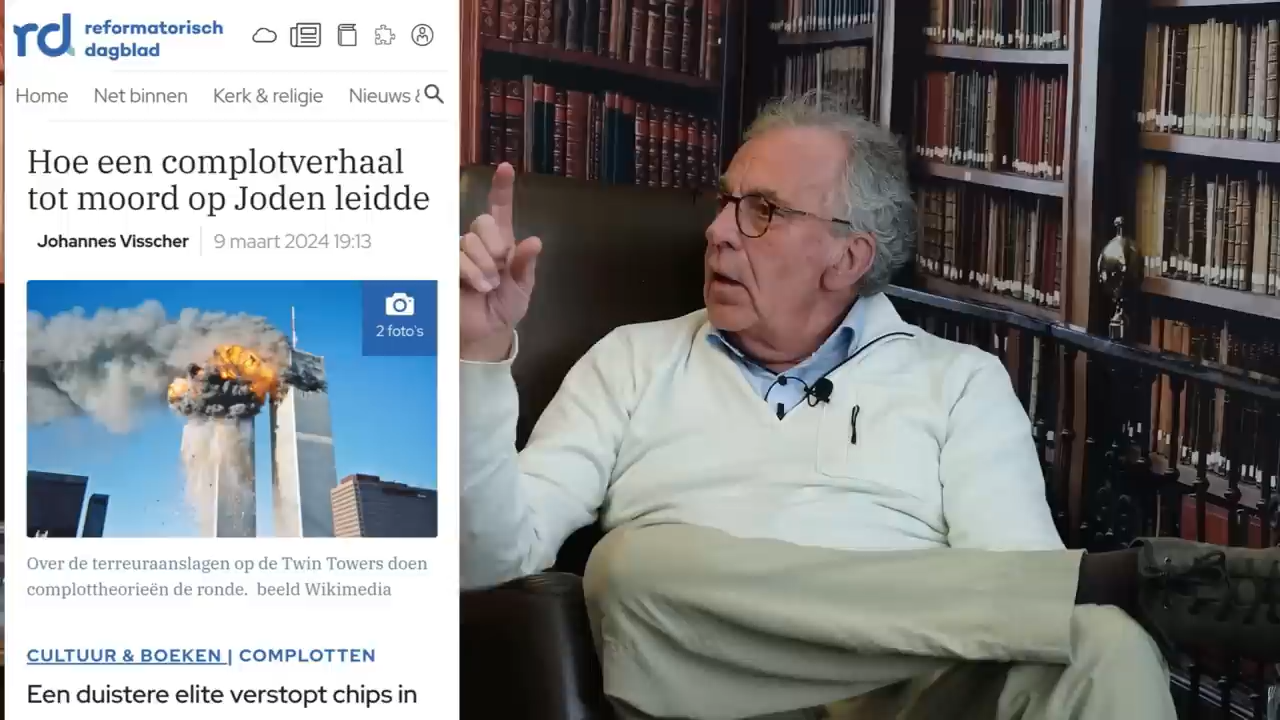 rd reformatorisch
dagblad
Home Net binnen Kerk & religie Nieuws &
Hoe een complotverhaal
tot moord op Joden leidde
Johannes Visscher 9 maart 2024 19:13
2 foto's
Over de terreuraanslagen op de Twin Towers doen
complottheorieën de ronde. beeld Wikimedia
CULTUUR & BOEKEN | COMPLOTTEN
Een duistere elite verstopt chips in